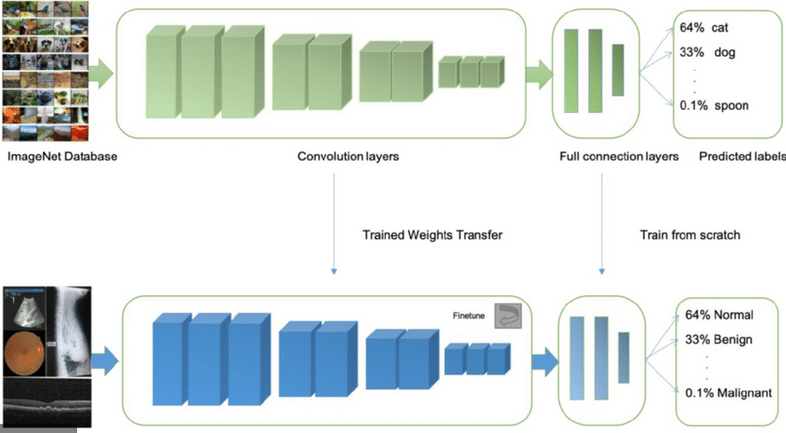 64% cat
33% dog
0.1% spoon
ImageNet Database
Convolution layers
Full connection layers
Predicted labels
Trained Weights Transfer
Train from scratch
Finetune
64% Normal
33% Benign
0.1% Malignant